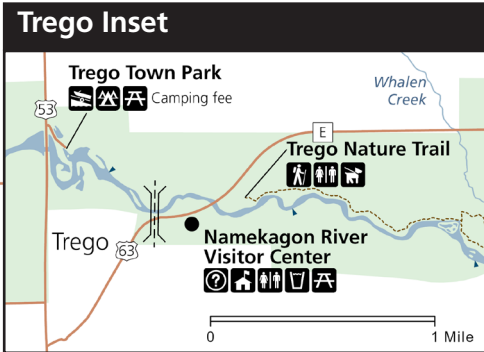 Trego Inset
Trego Town Park
Camping fee
53
Whalen
Creek
E
Trego Nature Trail
Trego
63
Namekagon River
Visitor Center
?
0
1 Mile